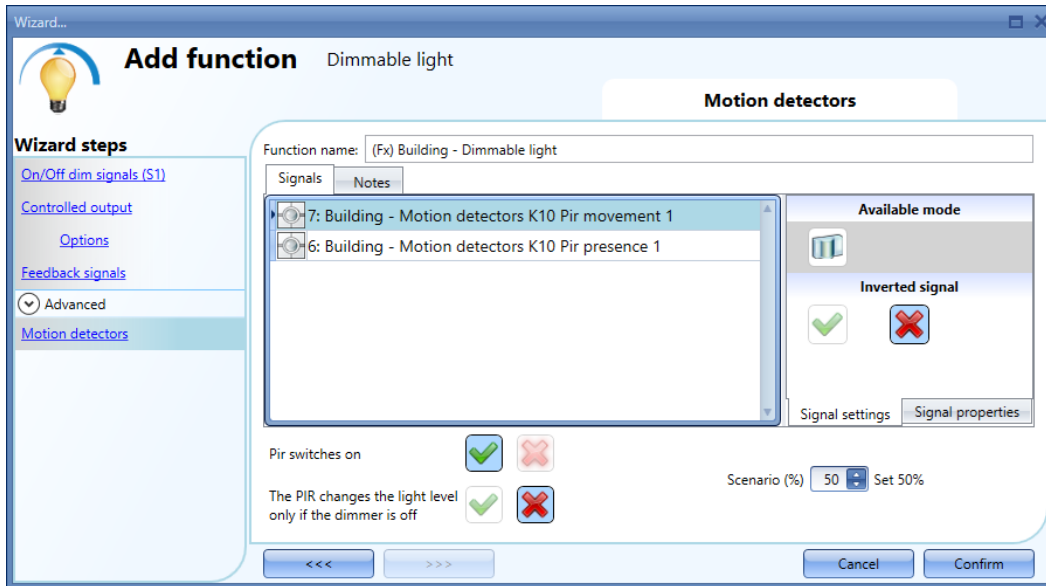 Wizard...
Add function Dimmable light
Motion detectors
Wizard steps
On/Off dim signals (S1)
Controlled output
Options
Feedback signals
Advanced
Motion detectors
Function name: (Fx) Building - Dimmable light
Signals Notes
7: Building - Motion detectors K10 Pir movement 1
6: Building - Motion detectors K10 Pir presence 1
Available mode
Inverted signal
Signal settings Signal properties
Pir switches on
The PIR changes the light level
only if the dimmer is off
Scenario (%) 50 Set 50%
<<< >>> Cancel Confirm